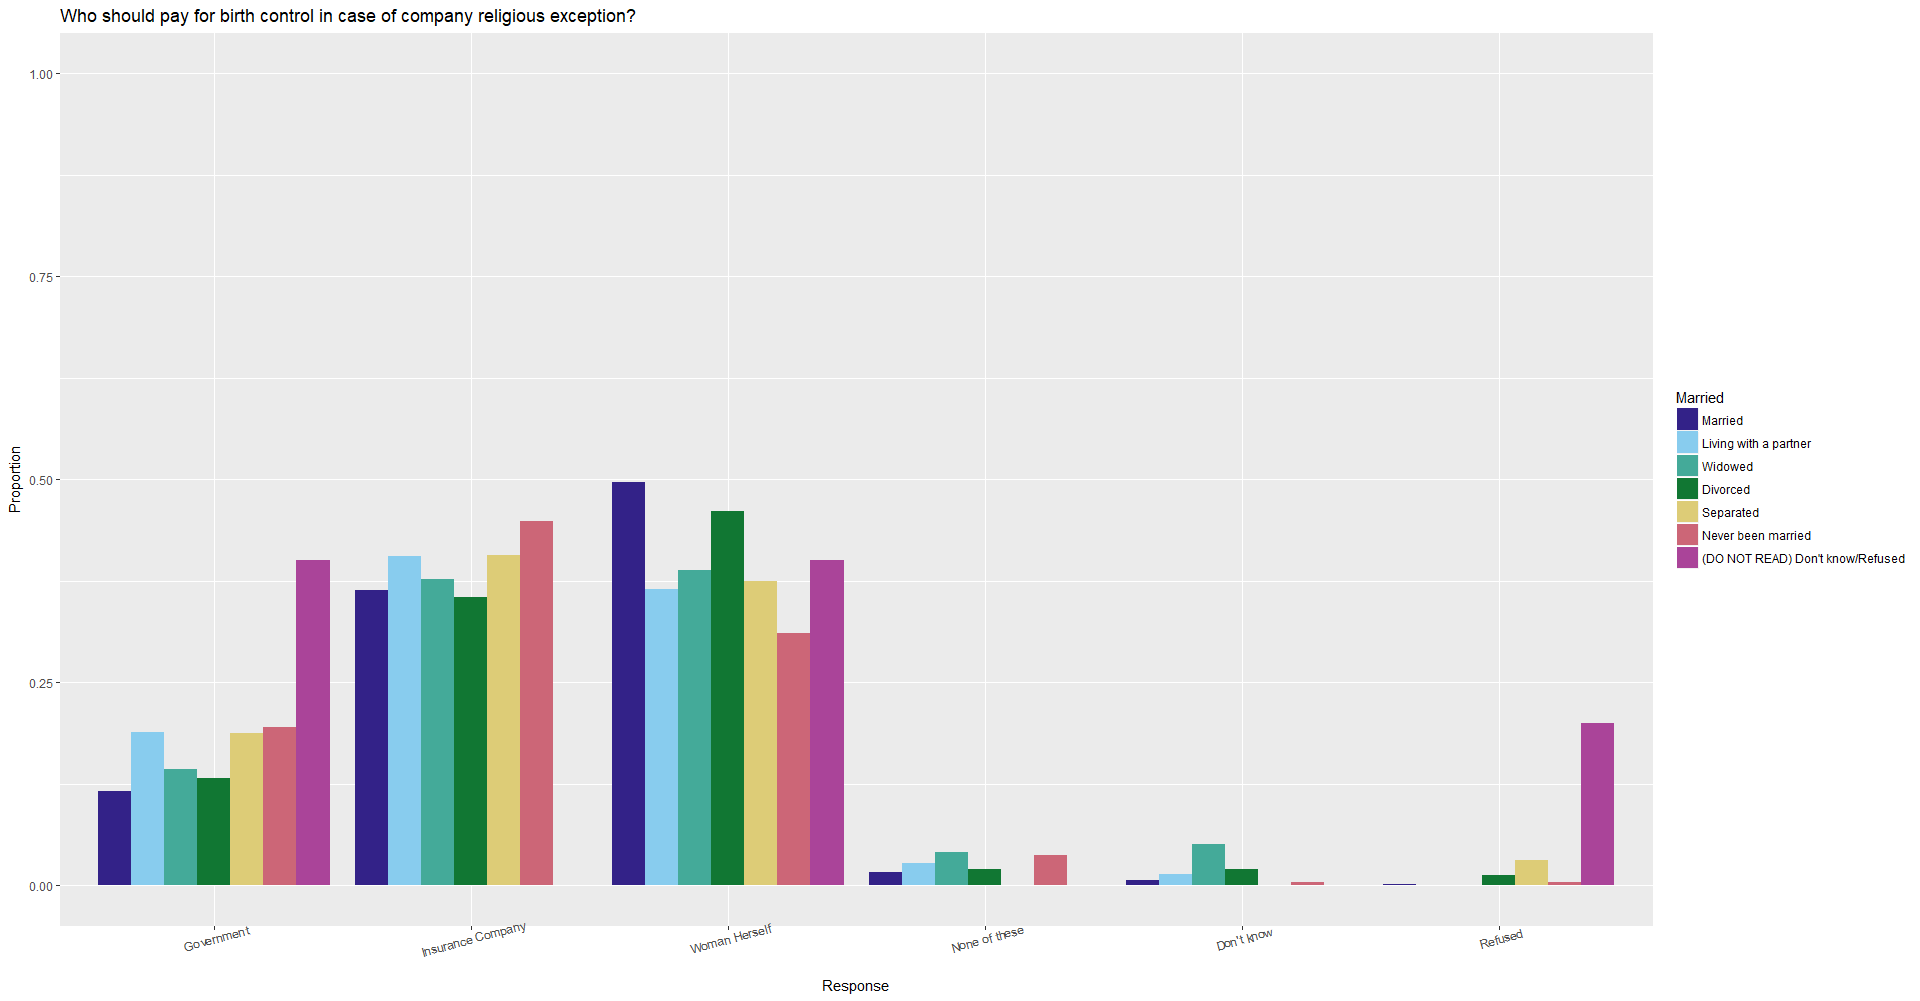 Who should pay for birth control in case of company religious exception?
1.00
0.75
0.50
0.25
0.00
Proportion
Government
Insurance Company
Woman Herself
None of these
Don't know
Refused
Response
Married
Married
Living with a partner
Widowed
Divorced
Separated
Never been married
(DO NOT READ) Don't know/Refused